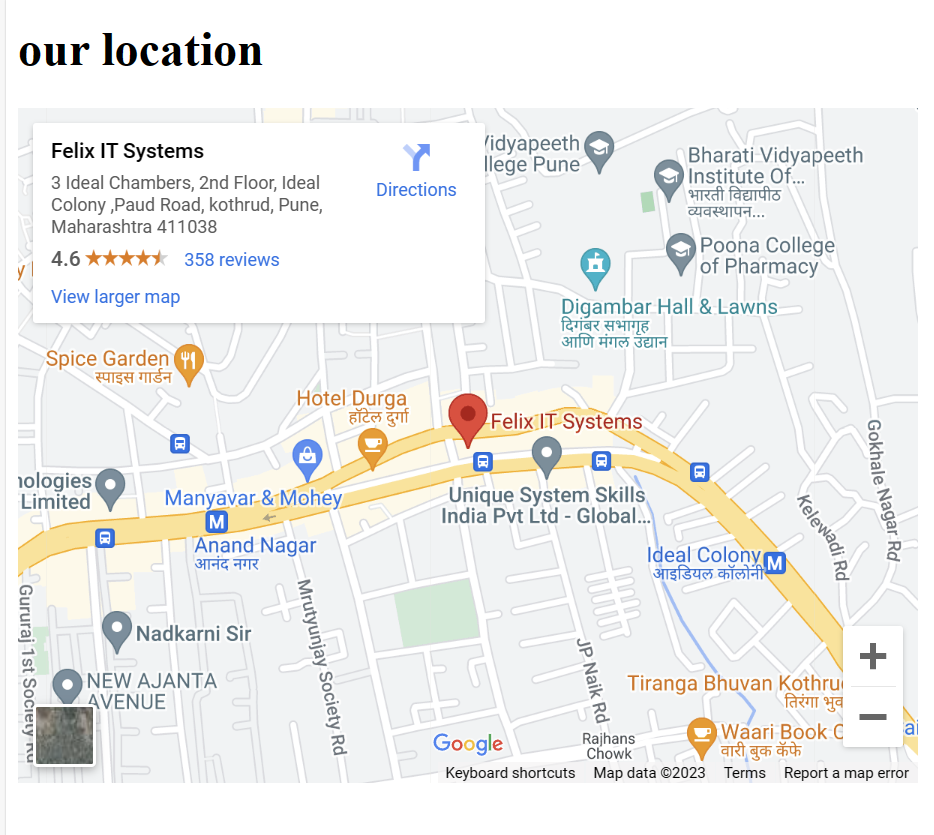 our location
Felix IT Systems
3 Ideal Chambers, 2nd Floor, Ideal
Colony ,Paud Road, kothrud, Pune,
Maharashtra 411038
4.6
358 reviews
View larger map
Directions
llege Pune
Bharati Vidyapeeth
Institute Of...
भारती विद्यापीठ
व्यवस्थापन...
Poona College
of Pharmacy
Digambar Hall & Lawns
दिगंबर सभागृह
आणि मंगल उद्यान
Spice Garden
स्पाइस गार्डन
Hotel Durga
हॉटेल दुर्गा
Felix IT Systems
nologies
Limited
Manyavar & Mohey
Unique System Skills
India Pvt Ltd - Global...
M
Anand Nagar
आनंद नगर
Ideal Colony
आइडियल कॉलोनी
M
Gokhale Nagar Rd
Kelewadi Rd
Gururaj 1st Society Rd
Mrutyunjay Society Rd
JP Naik Rd
Nadkarni Sir
NEW AJANTA
AVENUE
Tiranga Bhuvan Kothru
तिरंगा भुव
Waari Book C
वारी बुक कॅफे
Rajhans
Chowk
Google
Keyboard shortcuts
Map data ©2023
Terms
Report a map error